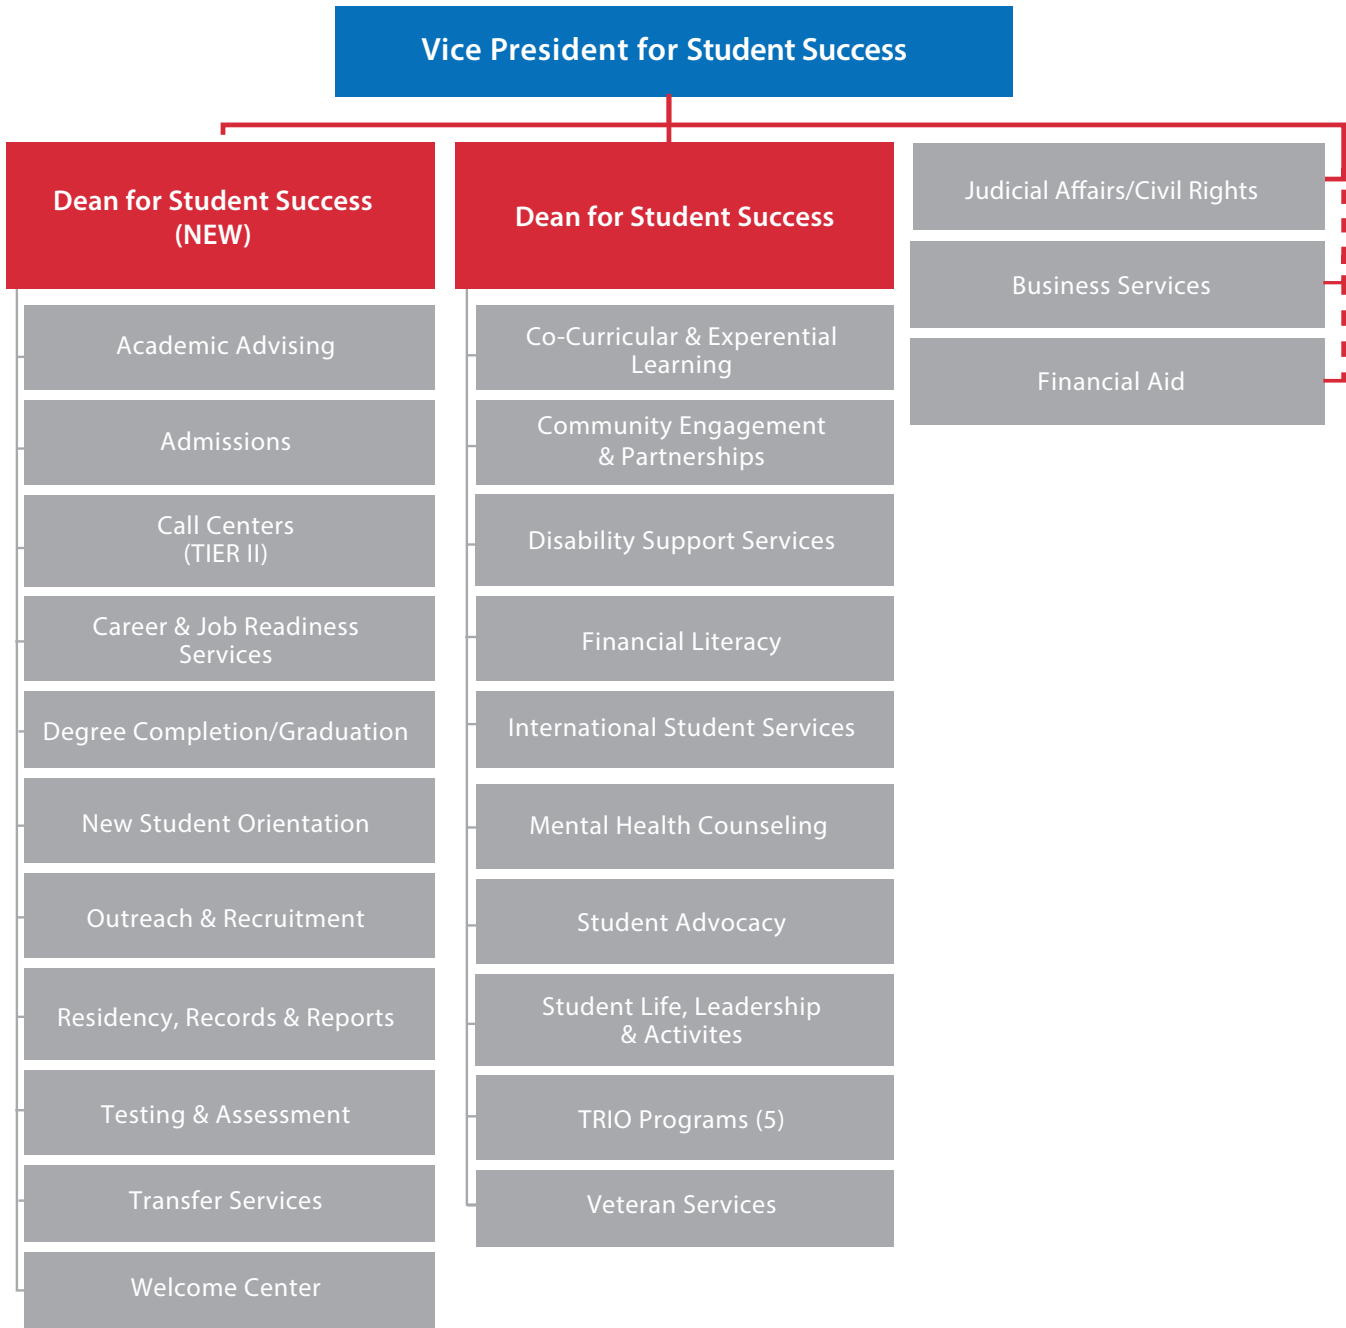 Vice President for Student Success
Dean for Student Success
(NEW)
Academic Advising
Admissions
Call Centers
(TIER II)
Career & Job Readiness
Services
Degree Completion/Graduation
New Student Orientation
Outreach & Recruitment
Residency, Records & Reports
Testing & Assessment
Transfer Services
Welcome Center
Dean for Student Success
Co-Curricular & Experential
Learning
Community Engagement
& Partnerships
Disability Support Services
Financial Literacy
International Student Services
Mental Health Counseling
Student Advocacy
Student Life, Leadership
& Activites
TRIO Programs (5)
Veteran Services
Judicial Affairs/Civil Rights
Business Services
Financial Aid